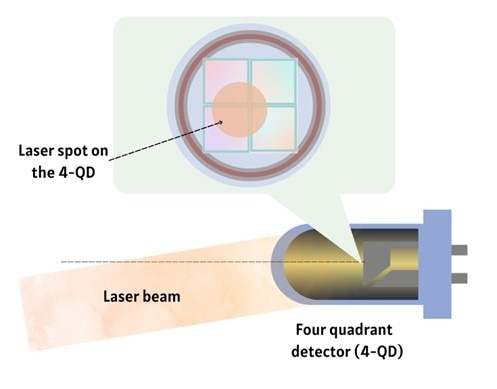 Laser spot on
the 4-QD
Laser beam
Four quadrant
detector (4-QD)